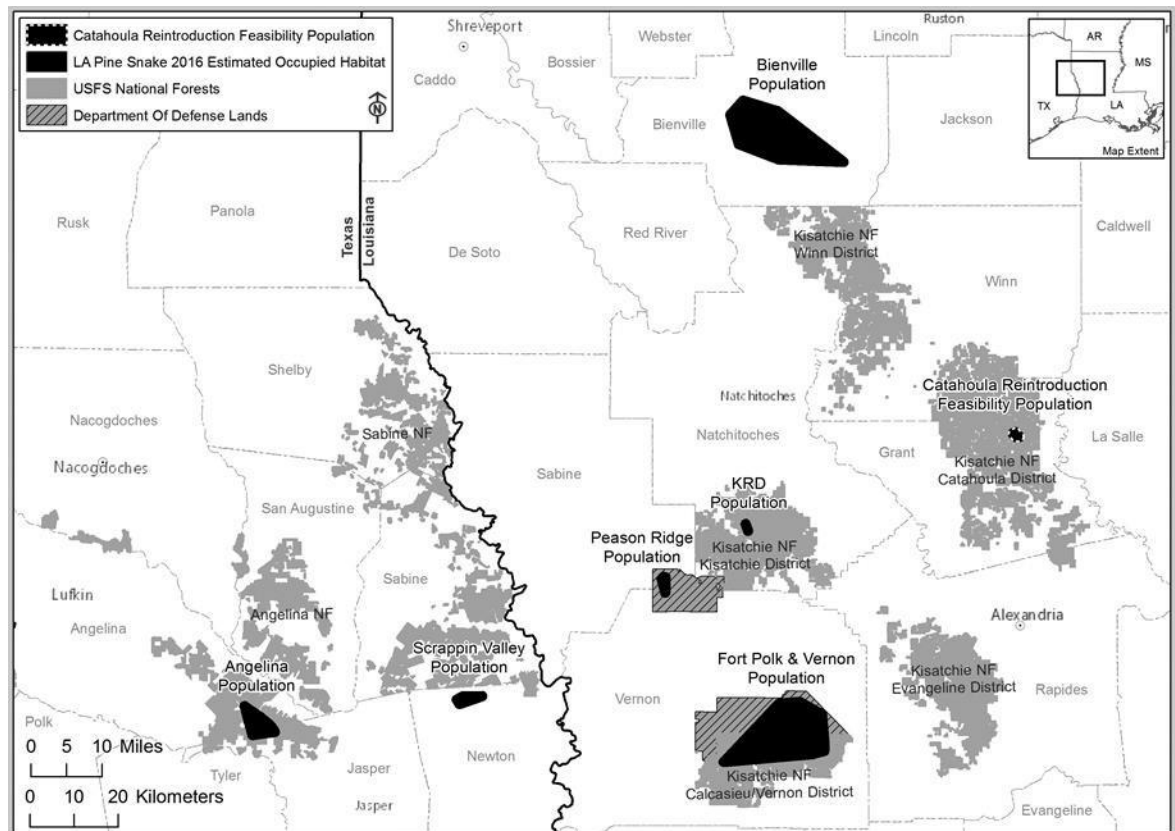 Catahoula Reintroduction Feasibility Population
LA Pine Snake 2016 Estimated Occupied Habitat
USFS National Forests
Department Of Defense Lands
N
Shreveport
Webster
Ruston
Lincoln
Caddo
Bossier
AR
MS
TX
LA
Map Extent
Bienville
Population
Bienville
Jackson
Rusk
Panola
Texas
Louisiana
De Soto
Red River
Kisatchie NF
Winn District
Winn
Caldwell
Shelby
Natchitoches
Catahoula Reintroduction
Feasibility Population
Nacogdoches
Nacogdoches
Sabine NF
Natchitoches
Grant
La Salle
Sabine
Kisatchie NF
Catahoula District
San Augustine
KRD
Population
Peason Ridge
Population
Kisatchie NF
Kisatchie District
Sabine
Lufkin
Angelina
Angelina NF
Alexandria
Angelina
Population
Scrappin Valley
Population
Fort Polk & Vernon
Population
Kisatchie NF
Evangeline District
Vernon
Rapides
Polk
0 5 10 Miles
0 10 20 Kilometers
Tyler
Jasper
Jasper
Newton
Kisatchie NF
Calcasieu/Vernon District
Evangeline